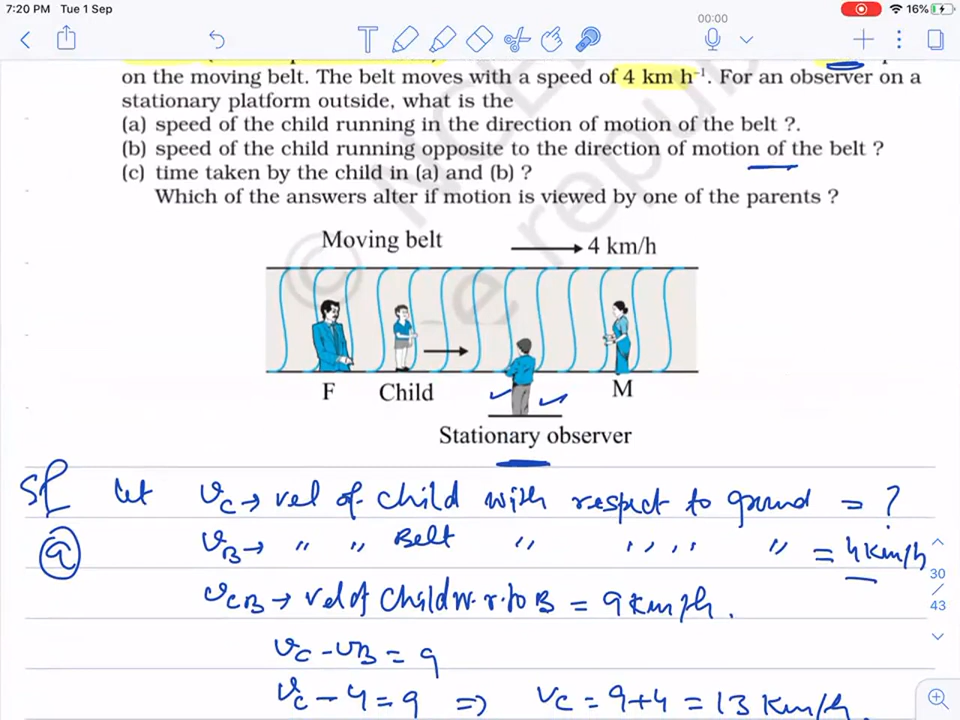 7:20 PM Tue 1 Sep
00:00
16%
on the moving belt. The belt moves with a speed of 4 km h⁻¹. For an observer on a
stationary platform outside, what is the
(a) speed of the child running in the direction of motion of the belt ?.
(b) speed of the child running opposite to the direction of motion of the belt ?
(c) time taken by the child in (a) and (b) ?
Which of the answers alter if motion is viewed by one of the parents ?
Moving belt
4 km/h
F Child M
Stationary observer
Sol Let v_C → vel of child with respect to ground = ?
(a) v_B → " " Belt " " " " = 4 km/h
30
/
43
v_CB → vel of Child w.r.to B = 9 km/h.
v_C - v_B = 9
v_C - 4 = 9 => v_C = 9+4 = 13 km/h.